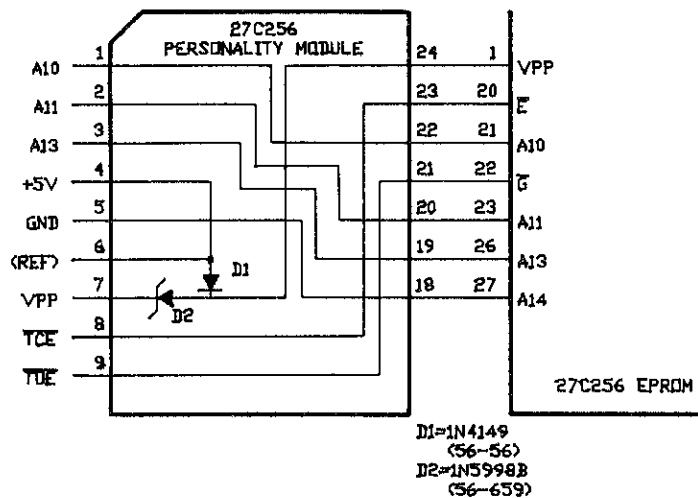 27C256
PERSONALITY MODULE
A10 1 24 1 VPP
A11 2 23 20 E̅
A13 3 22 21 A10
+5V 4 21 22 G̅
GND 5 20 23 A11
(REF) 6 19 26 A13
VPP 7 18 27 A14
D1
D2
T̅C̅E̅ 8
T̅O̅E̅ 9
27C256 EPROM
D1=1N4149
(56-56)
D2=1N5998B
(56-659)